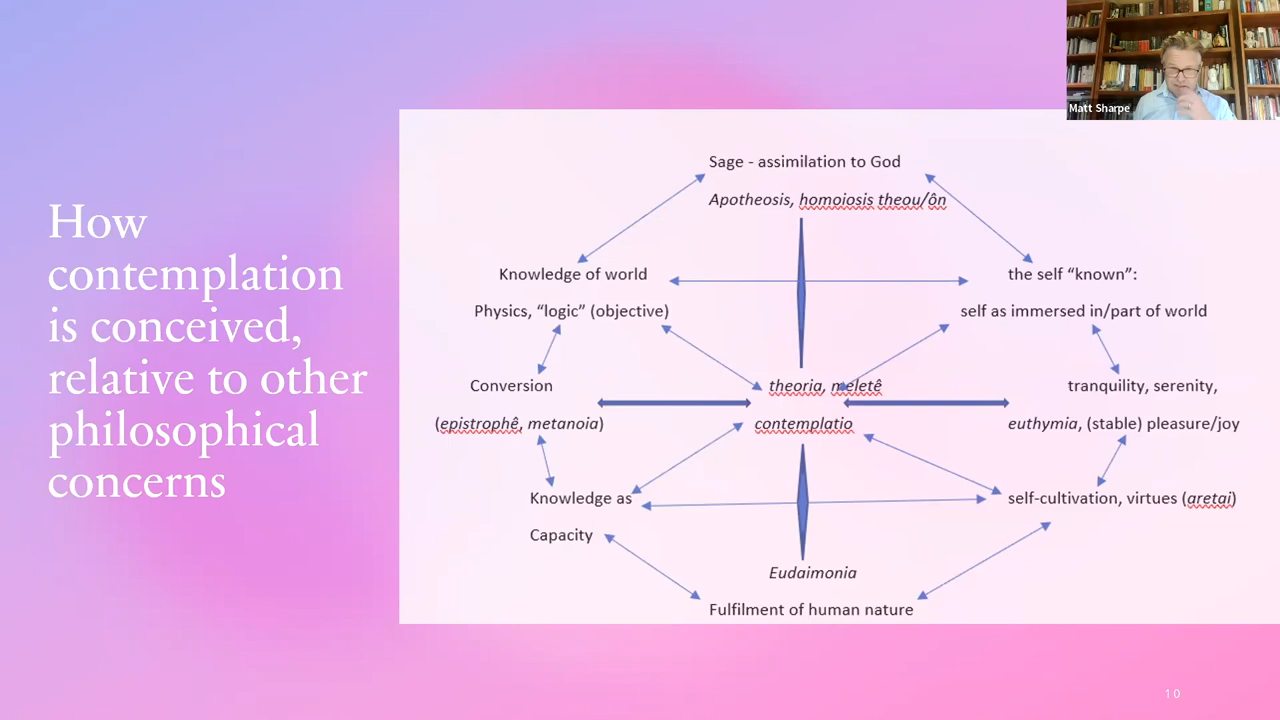 Matt Sharpe
How
contemplation
is conceived,
relative to other
philosophical
concerns
Sage - assimilation to God
Apotheosis, homoiosis theou/ôn
Knowledge of world
Physics, “logic” (objective)
the self “known”:
self as immersed in/part of world
Conversion
(epistrophê, metanoia)
theoria, meletê
contemplatio
tranquility, serenity,
euthymia, (stable) pleasure/joy
Knowledge as
Capacity
self-cultivation, virtues (aretai)
Eudaimonia
Fulfilment of human nature
10